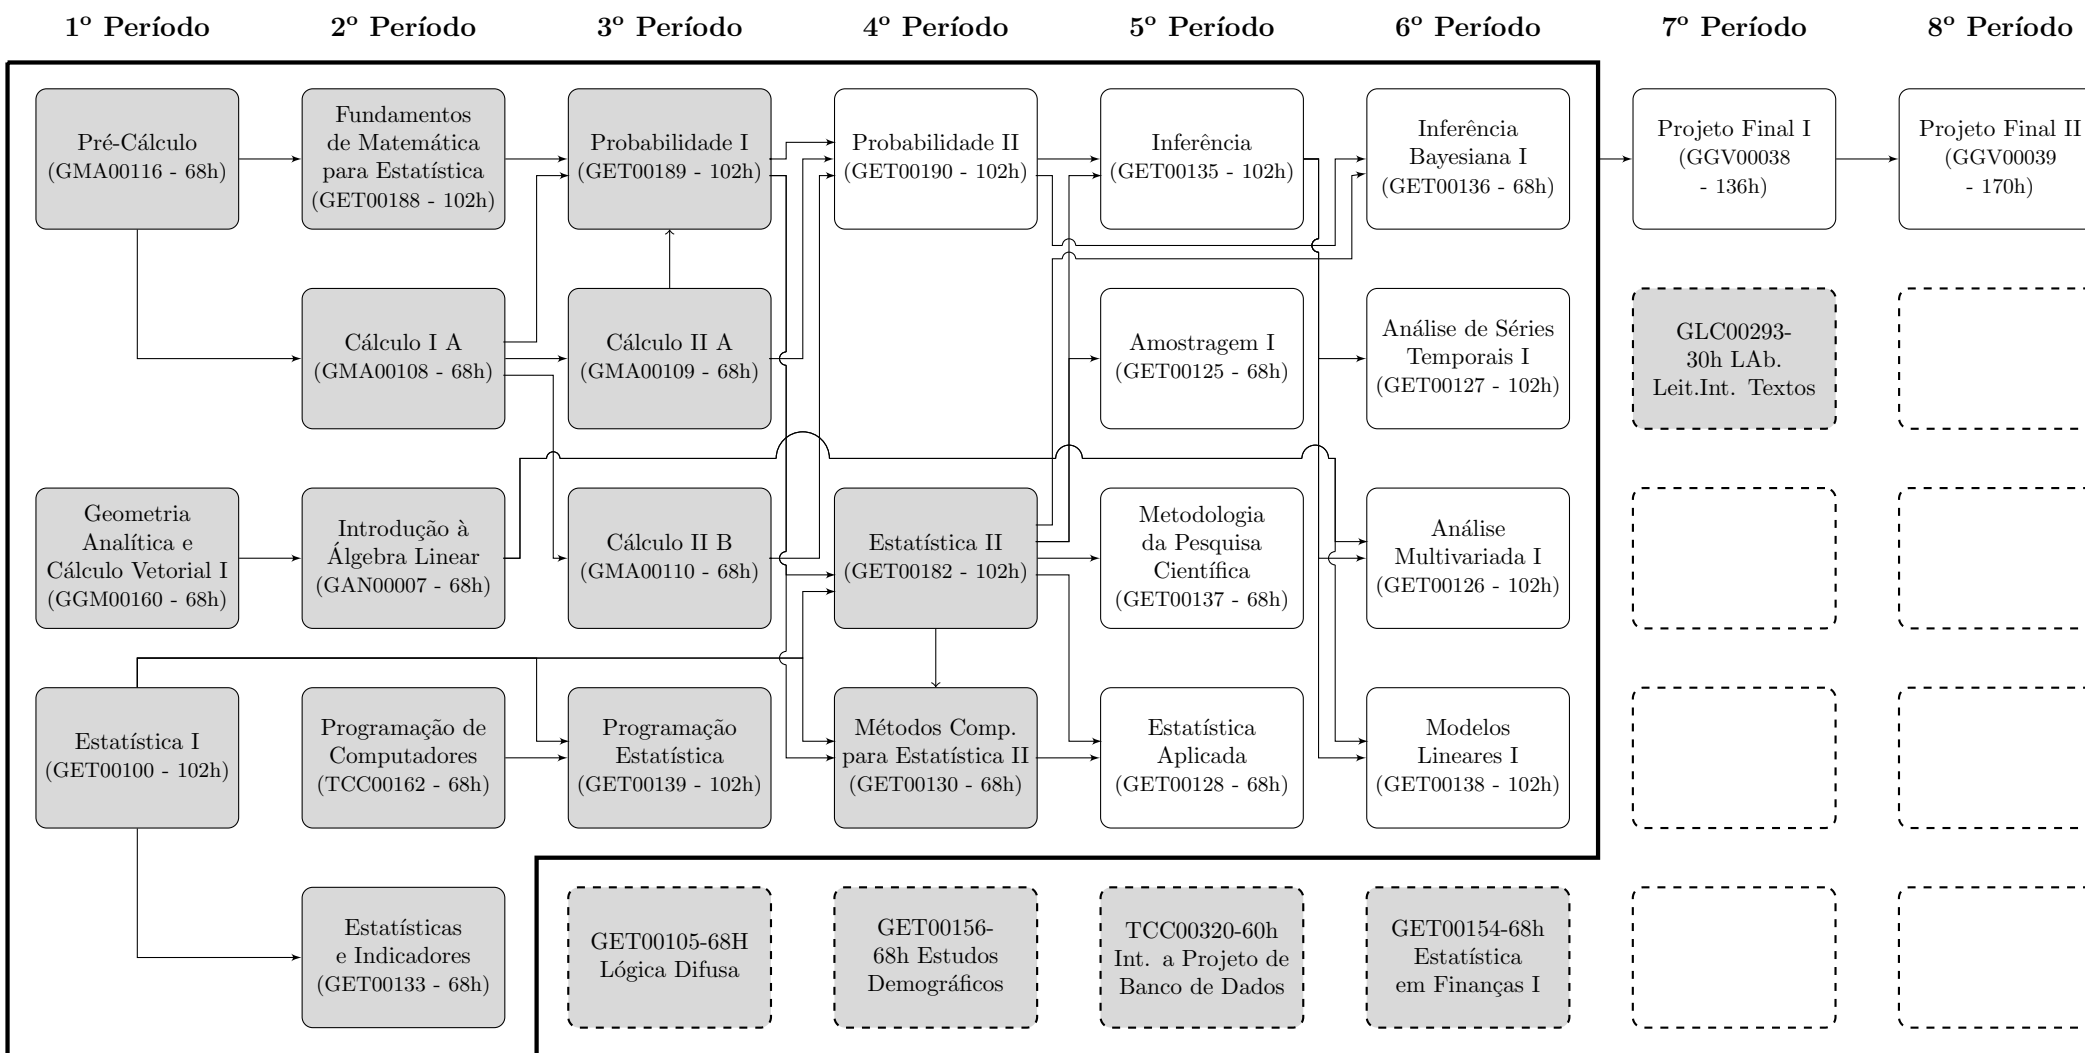 1º Período
2º Período
3º Período
4º Período
5º Período
6º Período
7º Período
8º Período
Pré-Cálculo
(GMA00116 - 68h)
Fundamentos
de Matemática
para Estatística
(GET00188 - 102h)
Probabilidade I
(GET00189 - 102h)
Probabilidade II
(GET00190 - 102h)
Inferência
(GET00135 - 102h)
Inferência
Bayesiana I
(GET00136 - 68h)
Projeto Final I
(GGV00038
- 136h)
Projeto Final II
(GGV00039
- 170h)
Cálculo I A
(GMA00108 - 68h)
Cálculo II A
(GMA00109 - 68h)
Amostragem I
(GET00125 - 68h)
Análise de Séries
Temporais I
(GET00127 - 102h)
GLC00293-
30h LAb.
Leit.Int. Textos
Geometria
Analítica e
Cálculo Vetorial I
(GGM00160 - 68h)
Introdução à
Álgebra Linear
(GAN00007 - 68h)
Cálculo II B
(GMA00110 - 68h)
Estatística II
(GET00182 - 102h)
Metodologia
da Pesquisa
Científica
(GET00137 - 68h)
Análise
Multivariada I
(GET00126 - 102h)
Estatística I
(GET00100 - 102h)
Programação de
Computadores
(TCC00162 - 68h)
Programação
Estatística
(GET00139 - 102h)
Métodos Comp.
para Estatística II
(GET00130 - 68h)
Estatística
Aplicada
(GET00128 - 68h)
Modelos
Lineares I
(GET00138 - 102h)
Estatísticas
e Indicadores
(GET00133 - 68h)
GET00105-68H
Lógica Difusa
GET00156-
68h Estudos
Demográficos
TCC00320-60h
Int. a Projeto de
Banco de Dados
GET00154-68h
Estatística
em Finanças I